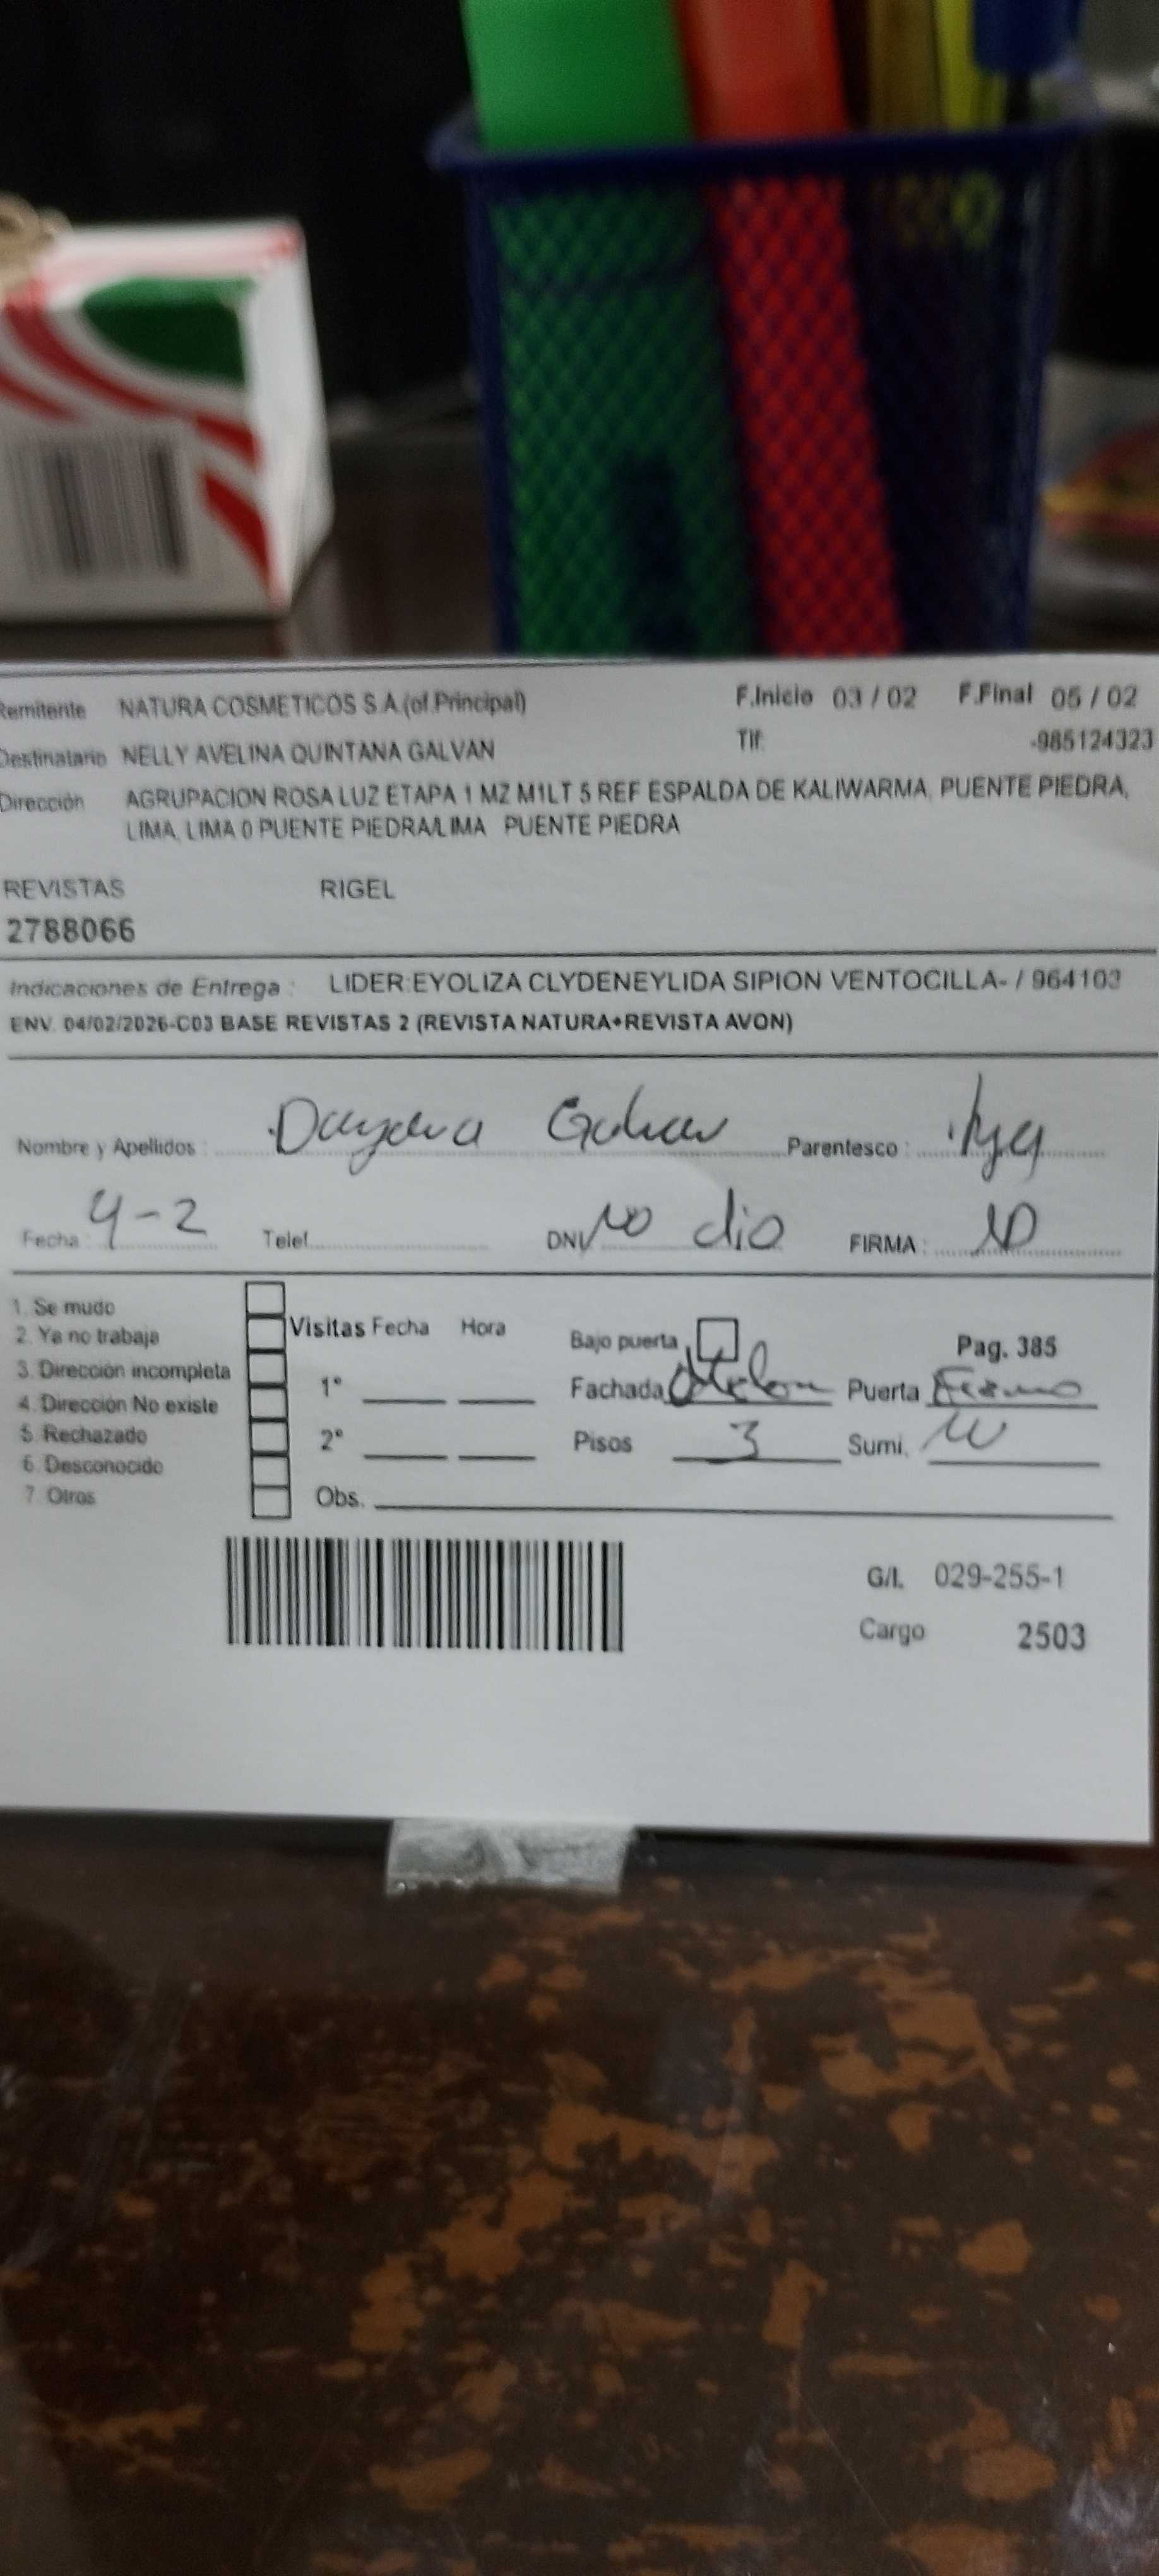 Remitente NATURA COSMETICOS S.A.(of.Principal) F.Inicio 03 / 02 F.Final 05 / 02
Destinatario NELLY AVELINA QUINTANA GALVAN Tlf: -985124323
Dirección AGRUPACION ROSA LUZ ETAPA 1 MZ M1LT 5 REF ESPALDA DE KALIWARMA, PUENTE PIEDRA,
LIMA, LIMA 0 PUENTE PIEDRA/LIMA PUENTE PIEDRA
REVISTAS RIGEL
2788066
Indicaciones de Entrega : LIDER:EYOLIZA CLYDENEYLIDA SIPION VENTOCILLA- / 964103
ENV. 04/02/2026-C03 BASE REVISTAS 2 (REVISTA NATURA+REVISTA AVON)
Nombre y Apellidos : Dayana Galvan Parentesco :
Fecha : 4-2 Telef. DNI NO dio FIRMA :
1. Se mudo
2. Ya no trabaja
3. Dirección incompleta
4. Dirección No existe
5. Rechazado
6. Desconocido
7. Otros
Visitas Fecha Hora
1°
2°
Obs.
Bajo puerta Pag. 385
Fachada Puerta
Pisos 3 Sumi.
G/L 029-255-1
Cargo 2503